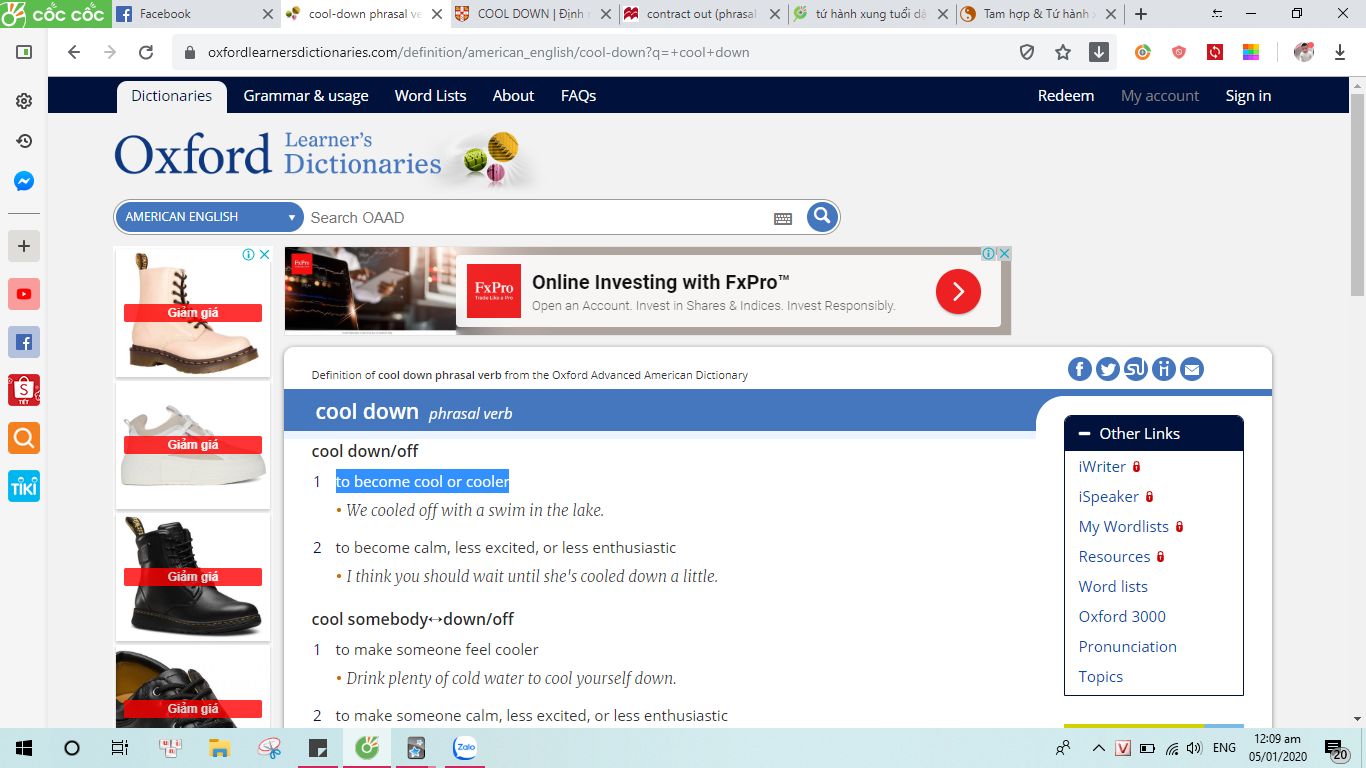 cốc cốc
Facebook
cool-down phrasal ve
COOL DOWN | Định n
contract out (phrasal
tứ hành xung tuổi dậ
Tam hợp & Tứ hành x
oxfordlearnersdictionaries.com/definition/american_english/cool-down?q=+cool+down
Dictionaries
Grammar & usage
Word Lists
About
FAQs
Redeem
My account
Sign in
Oxford Learner's Dictionaries
AMERICAN ENGLISH
Search OAAD
Giảm giá
Giảm giá
Giảm giá
Giảm giá
FxPro
FxPro
Trade Like a Pro
Online Investing with FxPro™
Open an Account. Invest in Shares & Indices. Invest Responsibly.
Definition of cool down phrasal verb from the Oxford Advanced American Dictionary
cool down phrasal verb
cool down/off
1 to become cool or cooler
• We cooled off with a swim in the lake.
2 to become calm, less excited, or less enthusiastic
• I think you should wait until she's cooled down a little.
cool somebody↔down/off
1 to make someone feel cooler
• Drink plenty of cold water to cool yourself down.
2 to make someone calm, less excited, or less enthusiastic
Other Links
iWriter
iSpeaker
My Wordlists
Resources
Word lists
Oxford 3000
Pronunciation
Topics
TẾT
TIKI
Zalo
V
ENG
12:09 am
05/01/2020
20